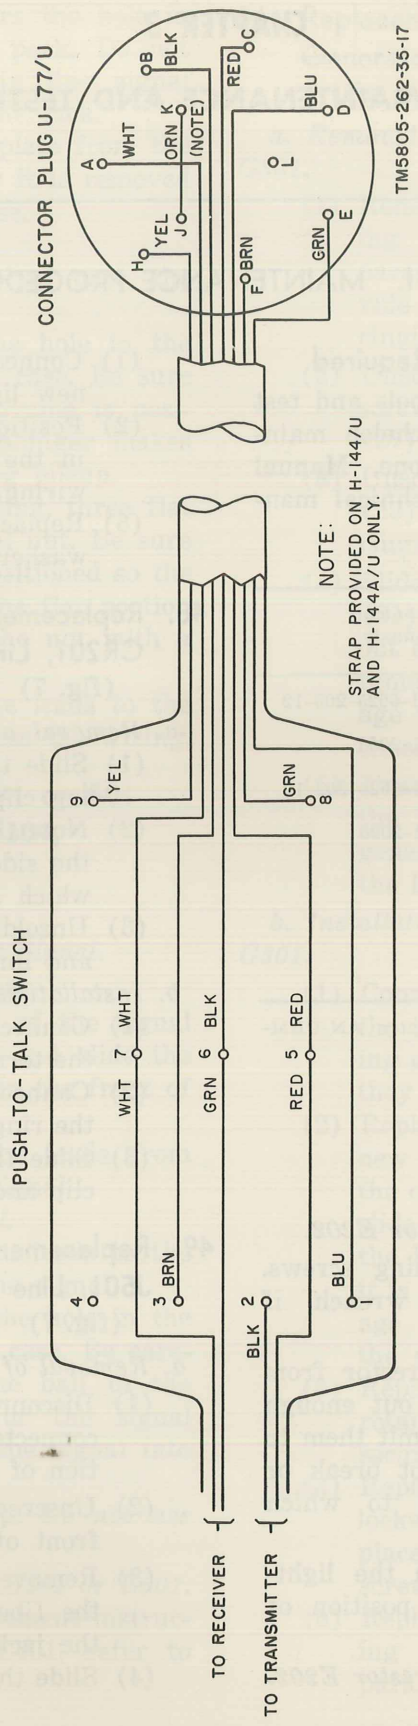 CONNECTOR PLUG U-77/U
A
WHT
B
BLK
C
RED
BLU
D
ORN
K
(NOTE)
YEL
J
H
L
BRN
F
GRN
E
TM5805-262-35-17
NOTE:
STRAP PROVIDED ON H-144/U
AND H-144A/U ONLY.
PUSH-TO-TALK SWITCH
9
YEL
GRN
8
WHT 7 WHT
GRN 6 BLK
RED 5 RED
4
3 BRN
BLK 2
BLU
1
TO RECEIVER
TO TRANSMITTER